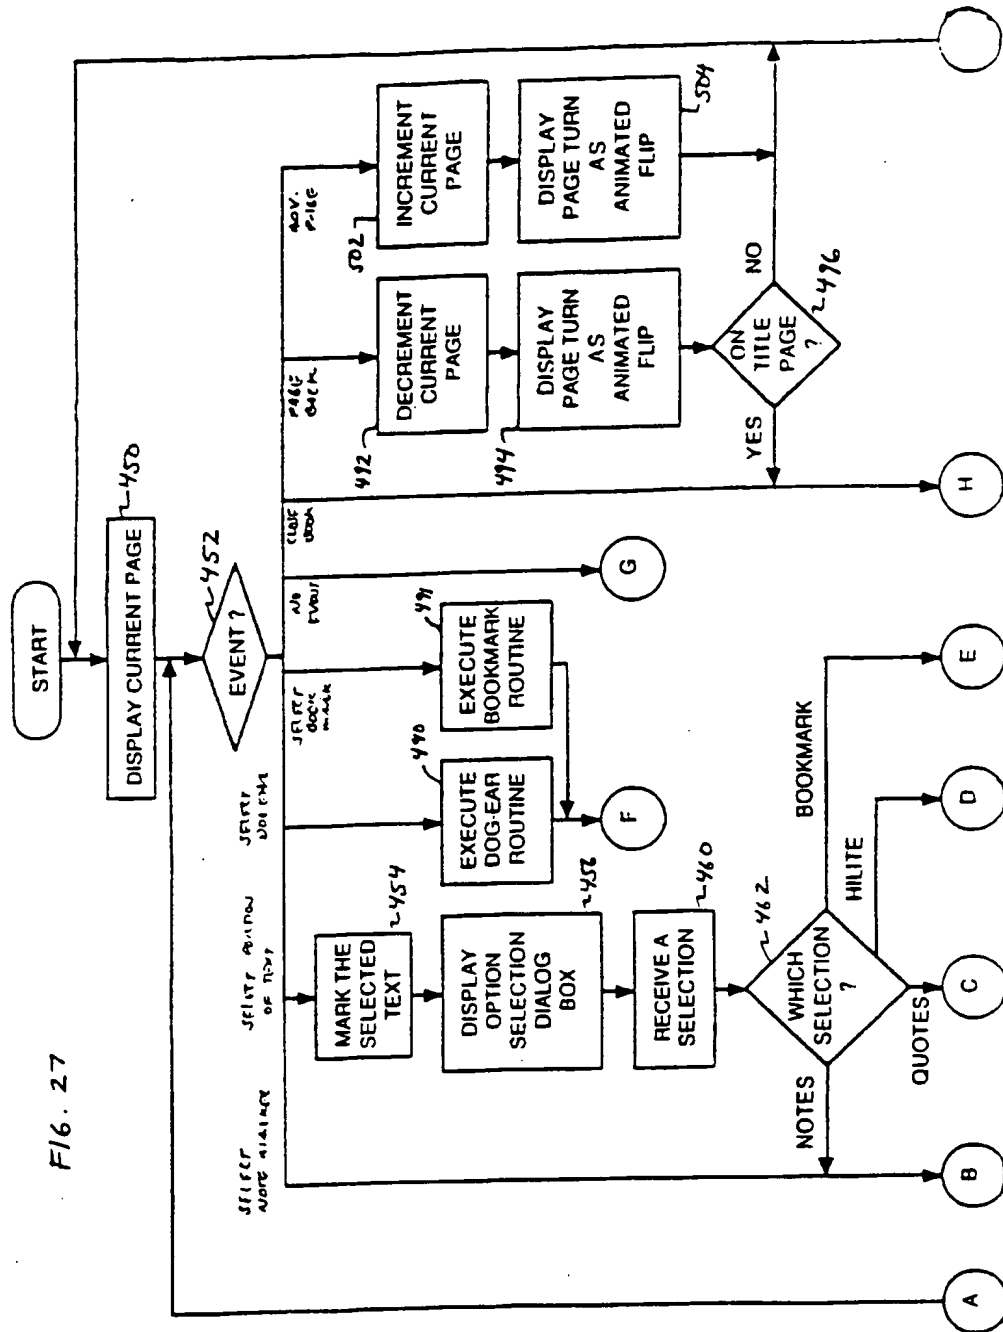 FIG. 27
START
DISPLAY CURRENT PAGE
450
EVENT ?
452
SELECT
NOTE
SELECT PORTION
OF TEXT
SELECT
DOG EAR
SELECT
BOOK
MARK
NO
EVENT
CLOSE
BOOK
PAGE
BACK
ADV.
PAGE
MARK THE
SELECTED
TEXT
454
DISPLAY
OPTION
SELECTION
DIALOG
BOX
456
RECEIVE A
SELECTION
460
WHICH
SELECTION
?
462
NOTES
QUOTES
HILITE
BOOKMARK
EXECUTE
DOG-EAR
ROUTINE
490
EXECUTE
BOOKMARK
ROUTINE
491
DECREMENT
CURRENT
PAGE
492
DISPLAY
PAGE TURN
AS
ANIMATED
FLIP
494
ON
TITLE
PAGE
?
496
YES
NO
INCREMENT
CURRENT
PAGE
502
DISPLAY
PAGE TURN
AS
ANIMATED
FLIP
504
A
B
C
D
E
F
G
H